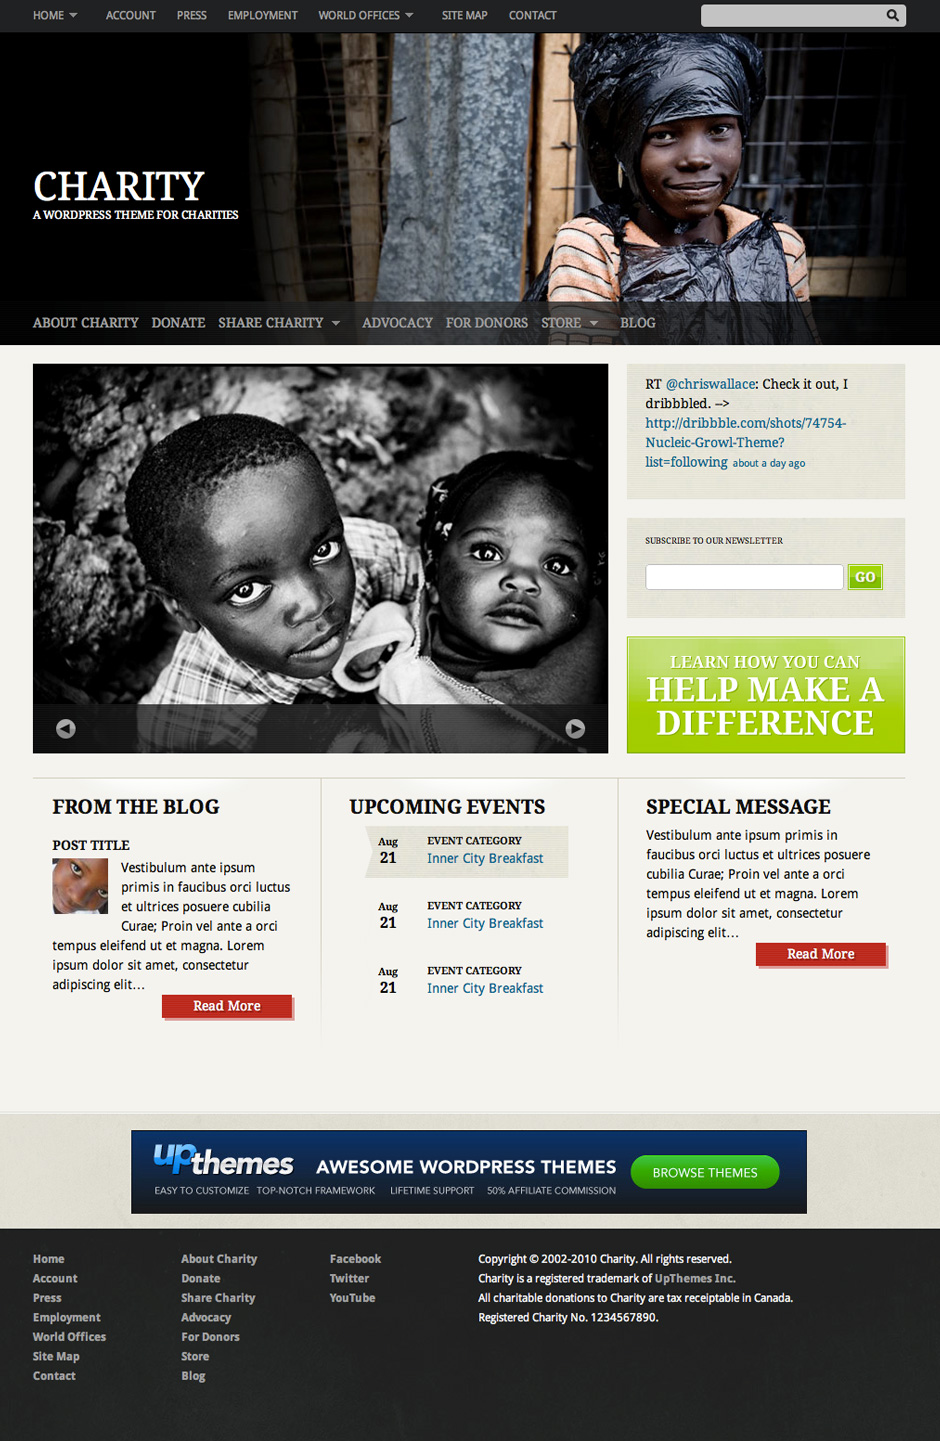 HOME ACCOUNT PRESS EMPLOYMENT WORLD OFFICES SITE MAP CONTACT
CHARITY
A WORDPRESS THEME FOR CHARITIES
ABOUT CHARITY DONATE SHARE CHARITY ADVOCACY FOR DONORS STORE BLOG
RT @chriswallace: Check it out, I
dribbbled. -->
http://dribbble.com/shots/74754-
Nucleic-Growl-Theme?
list=following about a day ago
SUBSCRIBE TO OUR NEWSLETTER
GO
LEARN HOW YOU CAN
HELP MAKE A
DIFFERENCE
FROM THE BLOG
POST TITLE
Vestibulum ante ipsum
primis in faucibus orci luctus
et ultrices posuere cubilia
Curae; Proin vel ante a orci
tempus eleifend ut et magna. Lorem
ipsum dolor sit amet, consectetur
adipiscing elit...
Read More
UPCOMING EVENTS
Aug
21
EVENT CATEGORY
Inner City Breakfast
Aug
21
EVENT CATEGORY
Inner City Breakfast
Aug
21
EVENT CATEGORY
Inner City Breakfast
SPECIAL MESSAGE
Vestibulum ante ipsum primis in
faucibus orci luctus et ultrices posuere
cubilia Curae; Proin vel ante a orci
tempus eleifend ut et magna. Lorem
ipsum dolor sit amet, consectetur
adipiscing elit...
Read More
upthemes AWESOME WORDPRESS THEMES BROWSE THEMES
EASY TO CUSTOMIZE TOP-NOTCH FRAMEWORK LIFETIME SUPPORT 50% AFFILIATE COMMISSION
Home
Account
Press
Employment
World Offices
Site Map
Contact
About Charity
Donate
Share Charity
Advocacy
For Donors
Store
Blog
Facebook
Twitter
YouTube
Copyright © 2002-2010 Charity. All rights reserved.
Charity is a registered trademark of UpThemes Inc.
All charitable donations to Charity are tax receiptable in Canada.
Registered Charity No. 1234567890.